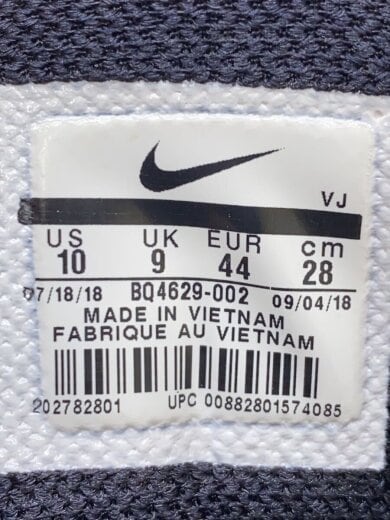 VJ
US UK EUR cm
10 9 44 28
07/18/18 BQ4629-002 09/04/18
MADE IN VIETNAM
FABRIQUE AU VIETNAM
202782801 UPC 00882801574085